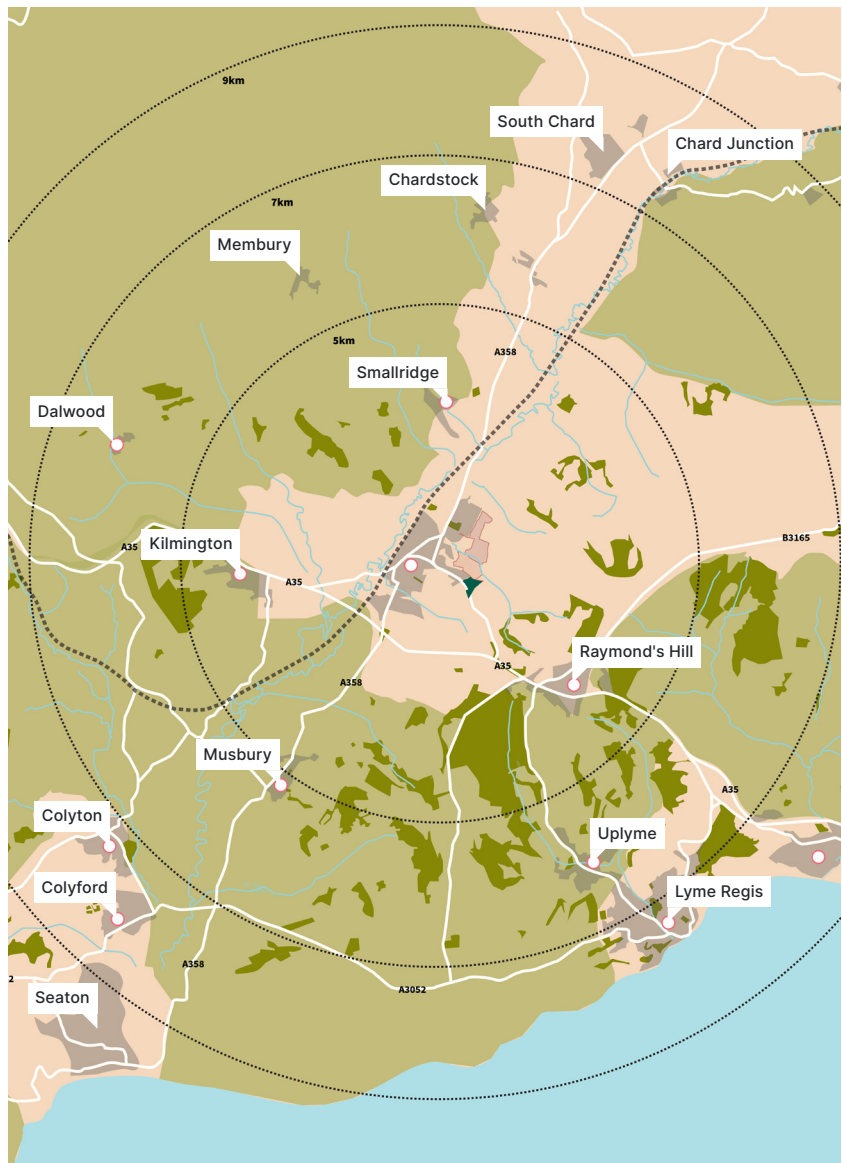 9km
South Chard
Chard Junction
Chardstock
7km
Membury
5km
A358
Smallridge
Dalwood
B3165
A35
Kilmington
A35
Raymond's Hill
A35
A358
Musbury
A35
Colyton
Uplyme
Colyford
Lyme Regis
A358
2
A3052
Seaton